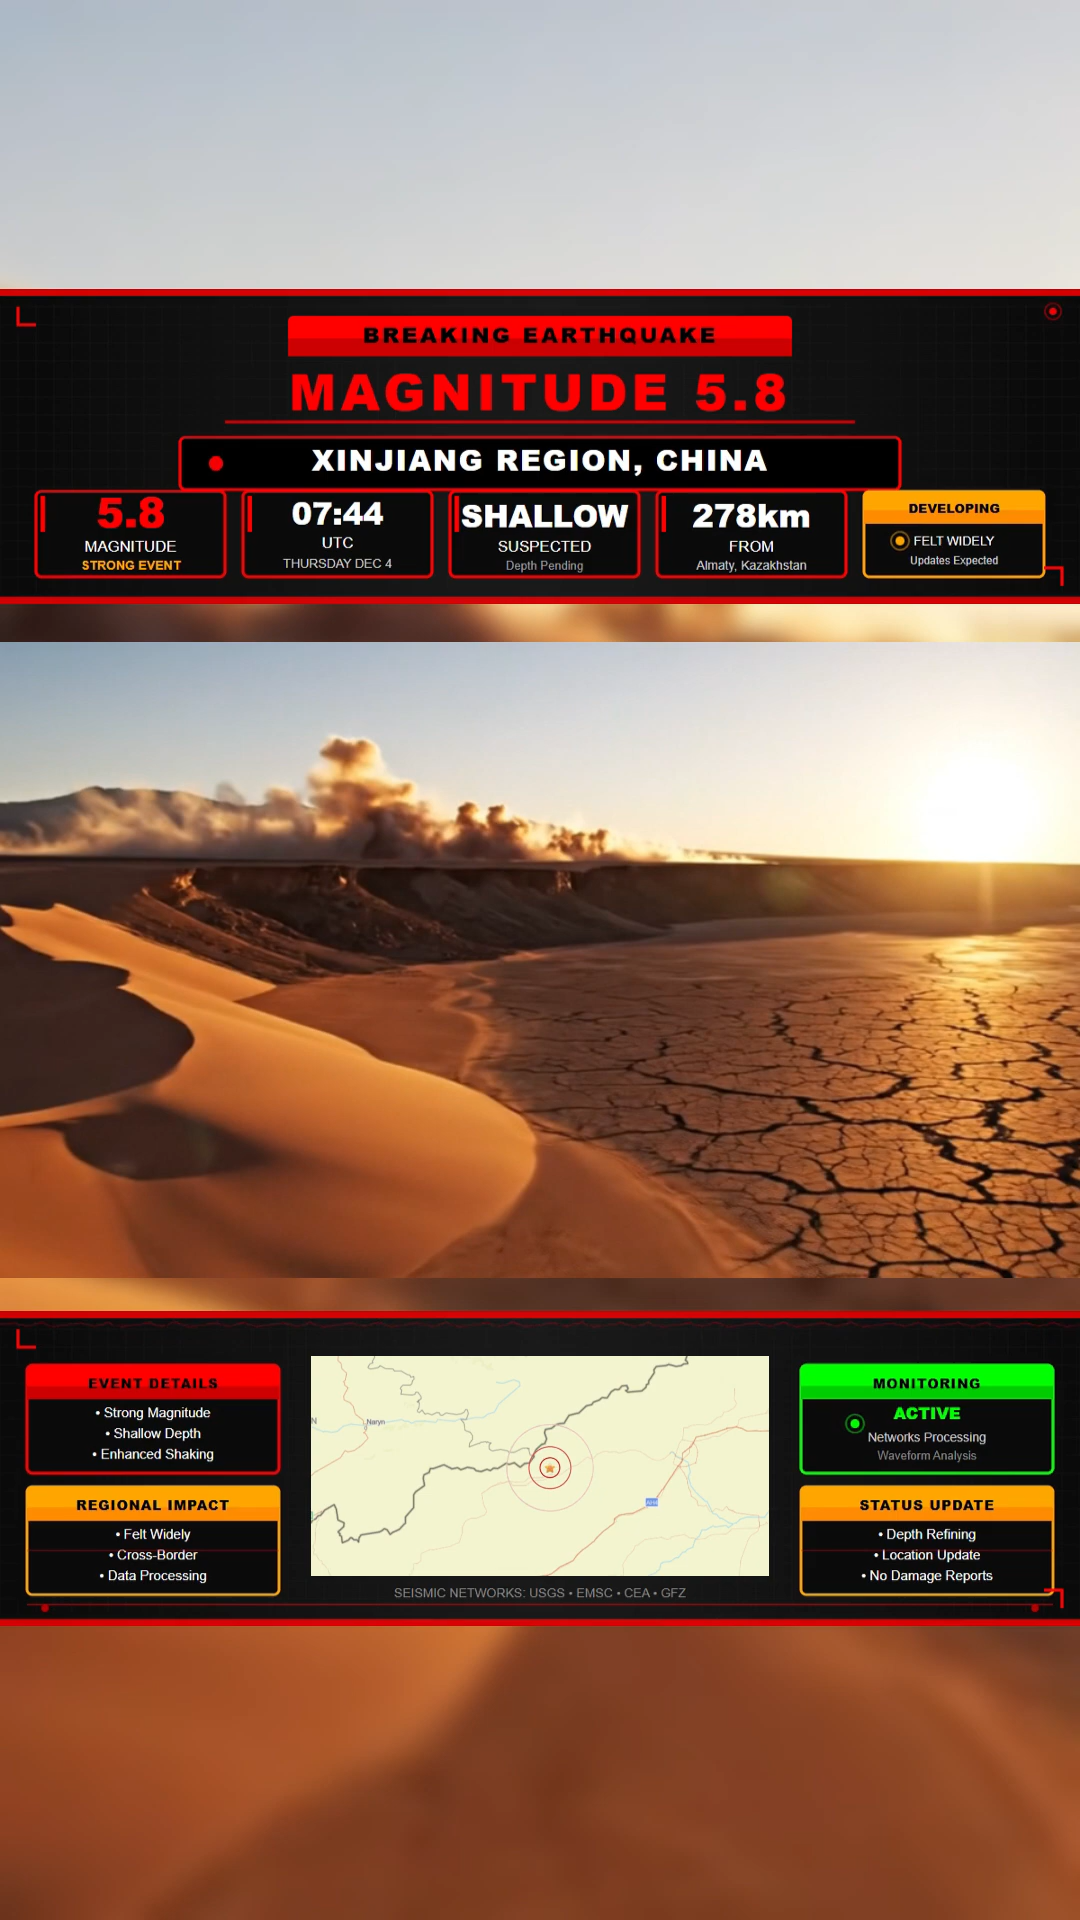 BREAKING EARTHQUAKE
MAGNITUDE 5.8
XINJIANG REGION, CHINA
5.8
MAGNITUDE
STRONG EVENT
07:44
UTC
THURSDAY DEC 4
SHALLOW
SUSPECTED
Depth Pending
278km
FROM
Almaty, Kazakhstan
DEVELOPING
FELT WIDELY
Updates Expected
EVENT DETAILS
• Strong Magnitude
• Shallow Depth
• Enhanced Shaking
REGIONAL IMPACT
• Felt Widely
• Cross-Border
• Data Processing
N
Naryn
SEISMIC NETWORKS: USGS • EMSC • CEA • GFZ
MONITORING
ACTIVE
Networks Processing
Waveform Analysis
STATUS UPDATE
• Depth Refining
• Location Update
• No Damage Reports